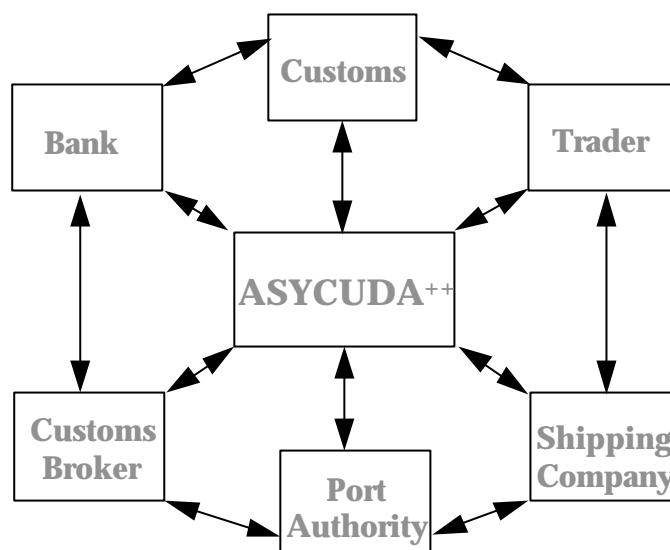 Customs
Bank
Trader
ASYCUDA++
Customs
Broker
Shipping
Company
Port
Authority